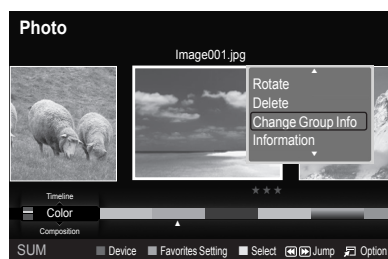 Photo
Image001.jpg
Rotate
Delete
Change Group Info
Information
Timeline
Color
Composition
SUM Device Favorites Setting Select Jump Option